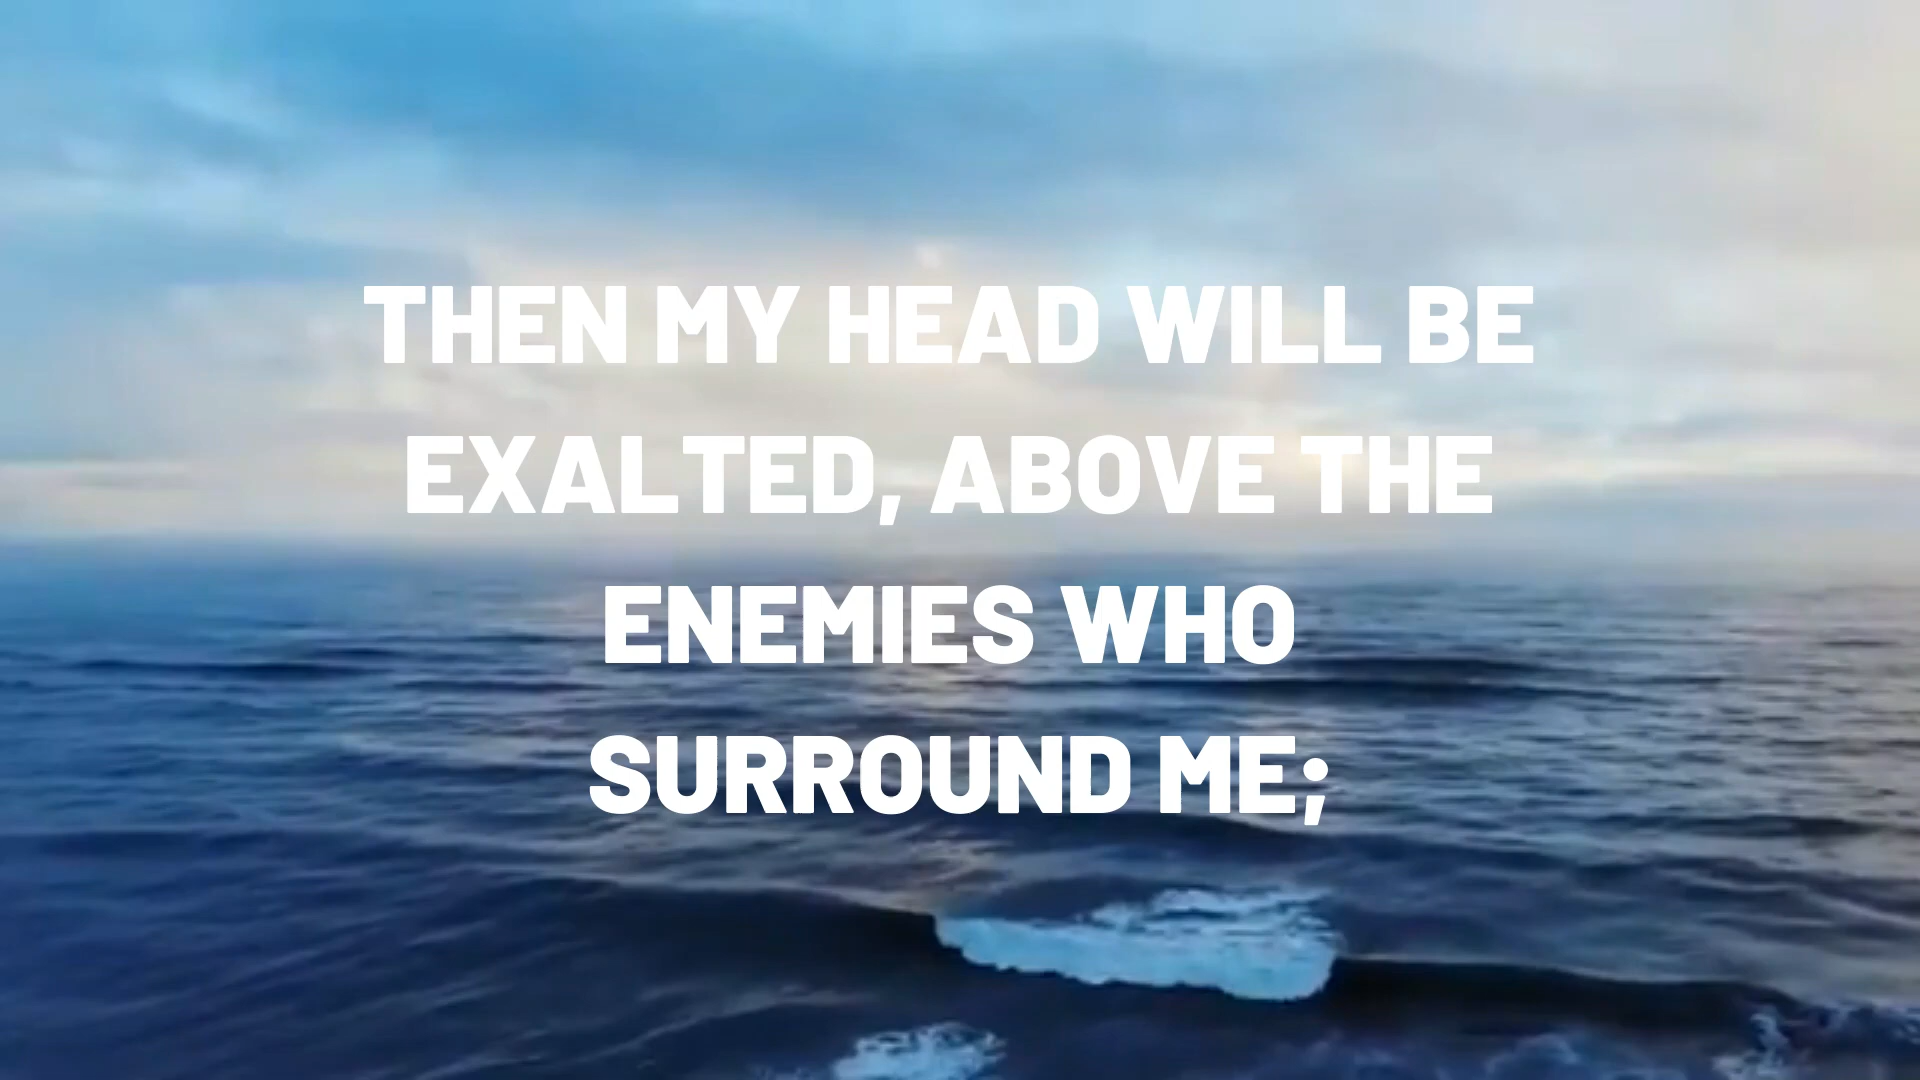 THEN MY HEAD WILL BE
EXALTED, ABOVE THE
ENEMIES WHO
SURROUND ME;